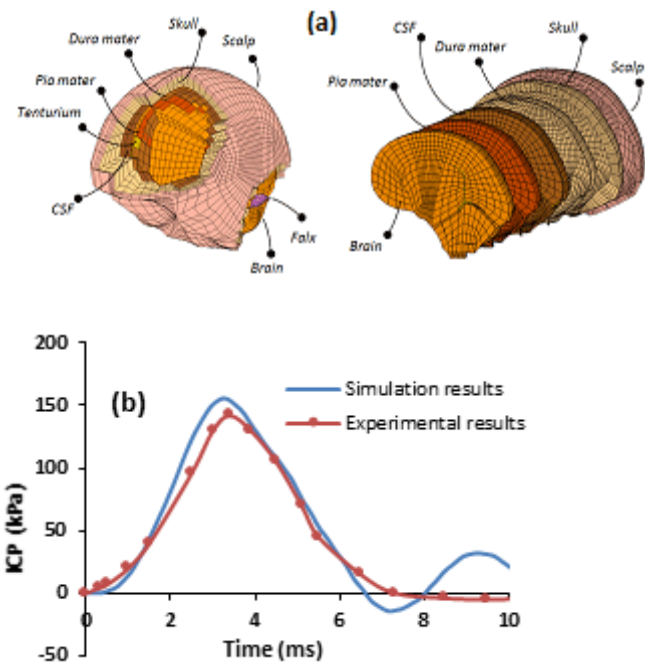 (a)
Skull
Dura mater
Scalp
Pia mater
Tenturium
CSF
Falx
Brain
CSF
Skull
Dura mater
Scalp
Pia mater
Brain
200
(b)
Simulation results
150
Experimental results
100
ICP (kPa)
50
0
0 2 4 6 8 10
-50
Time (ms)